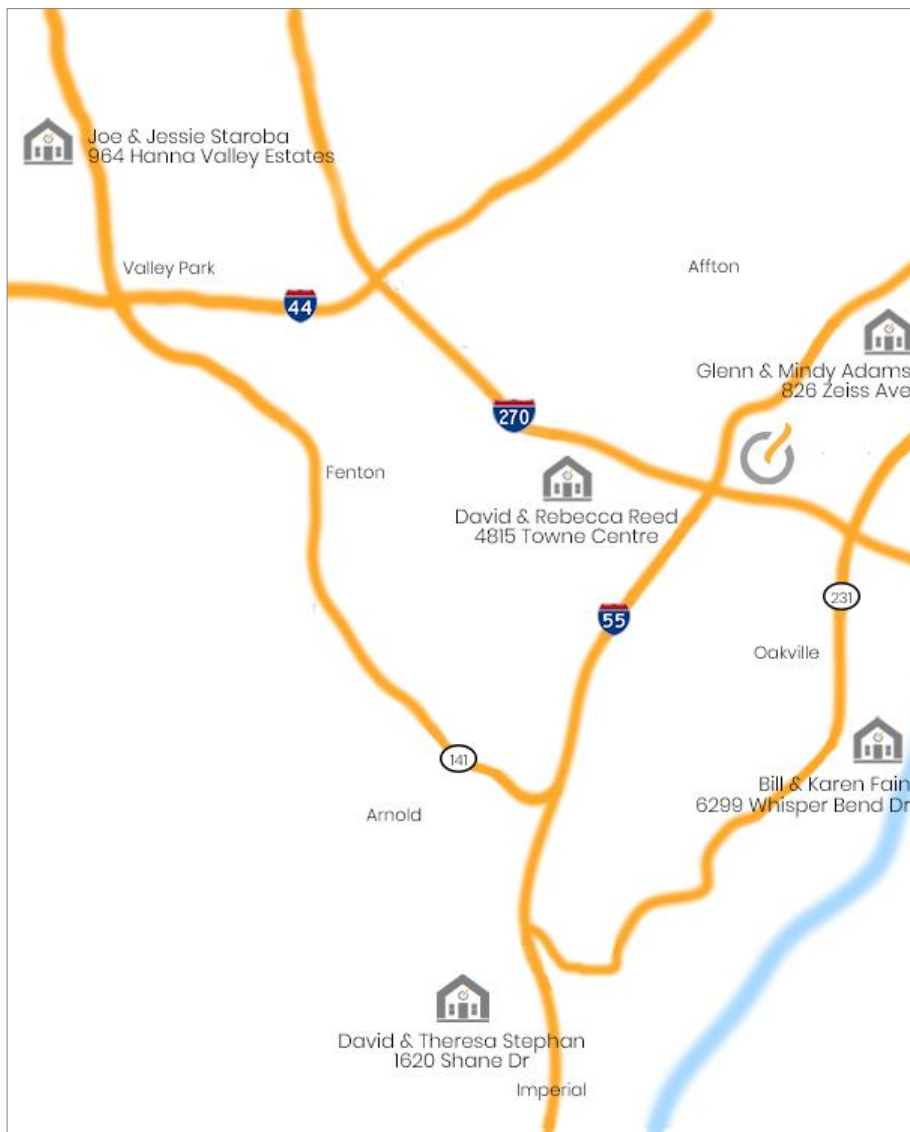 Joe & Jessie Staroba
964 Hanna Valley Estates
Valley Park
Affton
44
Glenn & Mindy Adams
826 Zeiss Ave
270
Fenton
David & Rebecca Reed
4815 Towne Centre
231
55
Oakville
141
Bill & Karen Fain
6299 Whisper Bend Dr
Arnold
David & Theresa Stephan
1620 Shane Dr
Imperial